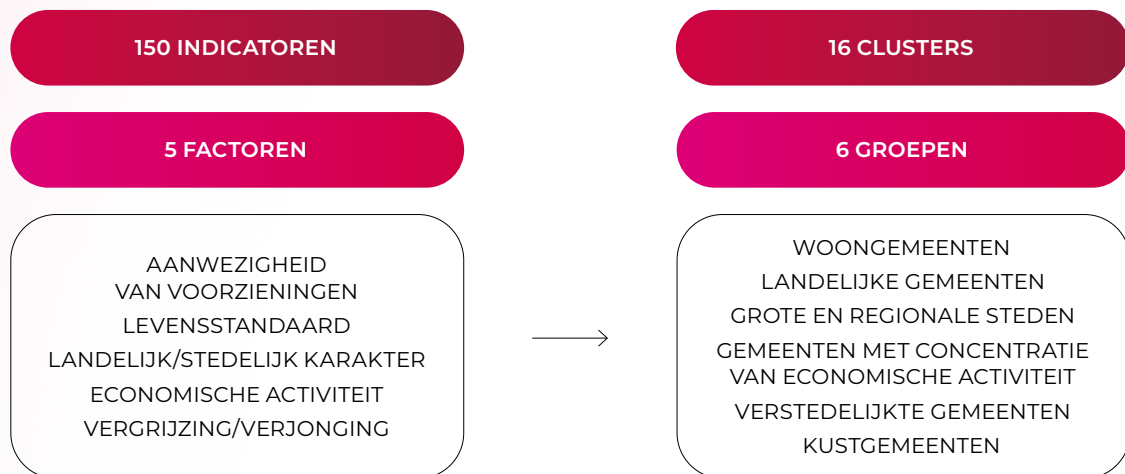 150 INDICATOREN
5 FACTOREN
AANWEZIGHEID
VAN VOORZIENINGEN
LEVENSSTANDAARD
LANDELIJK/STEDELIJK KARAKTER
ECONOMISCHE ACTIVITEIT
VERGRIJZING/VERJONGING
16 CLUSTERS
6 GROEPEN
WOONGEMEENTEN
LANDELIJKE GEMEENTEN
GROTE EN REGIONALE STEDEN
GEMEENTEN MET CONCENTRATIE
VAN ECONOMISCHE ACTIVITEIT
VERSTEDELIJKTE GEMEENTEN
KUSTGEMEENTEN